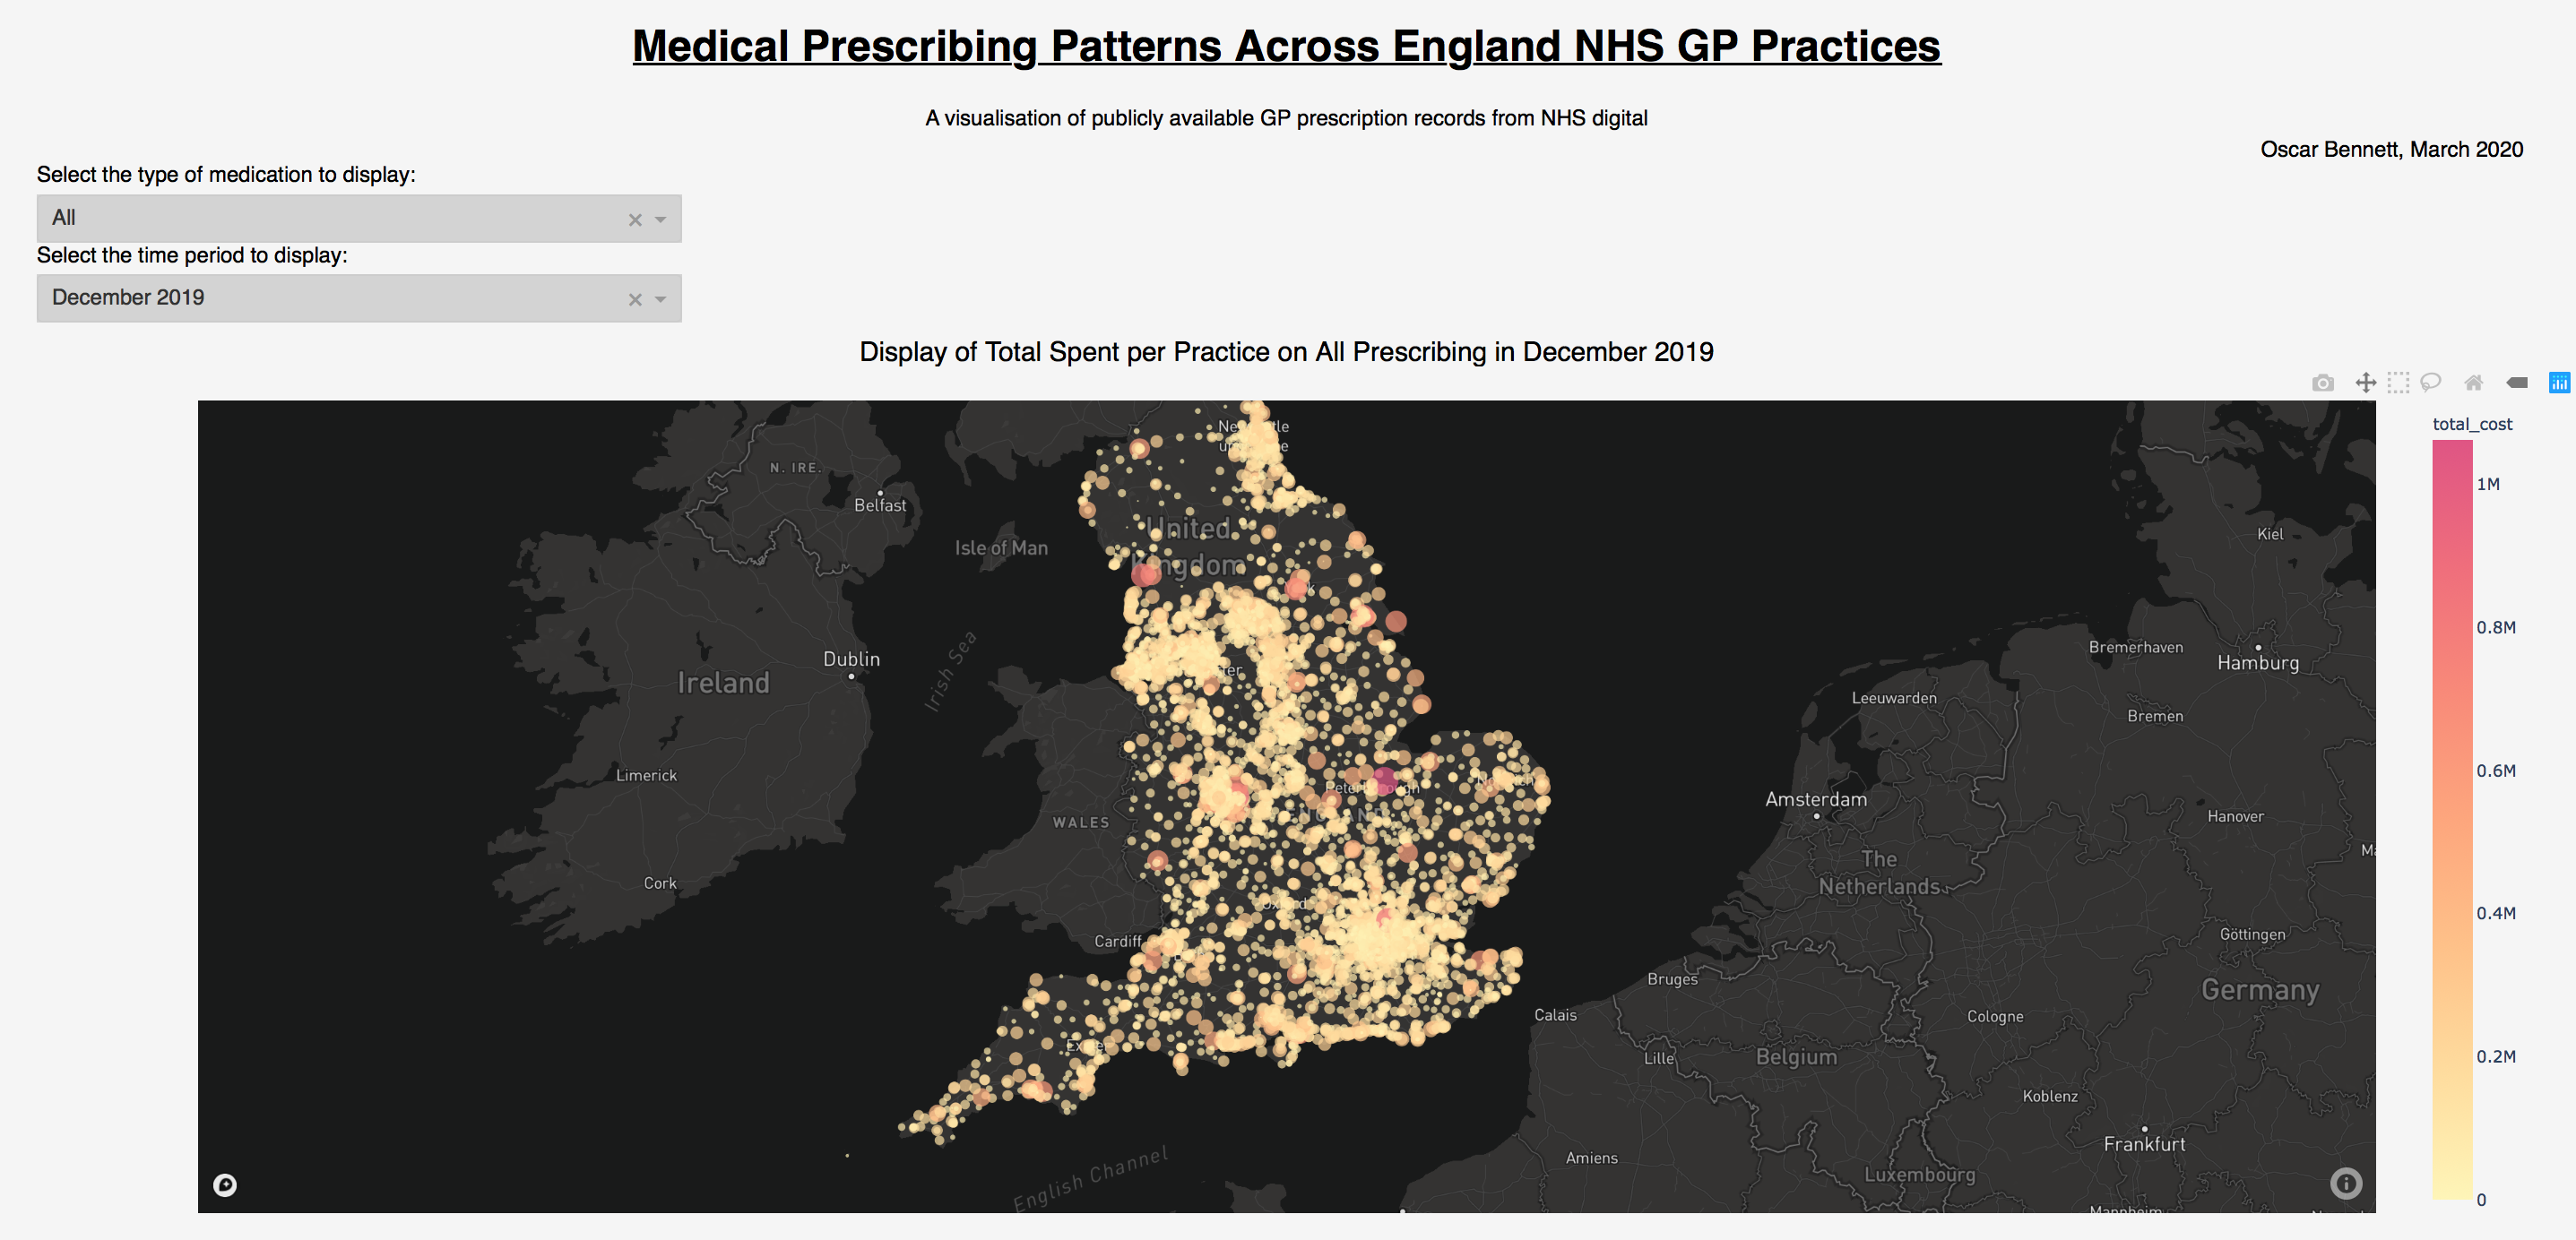 Medical Prescribing Patterns Across England NHS GP Practices
A visualisation of publicly available GP prescription records from NHS digital
Oscar Bennett, March 2020
Select the type of medication to display:
All
Select the time period to display:
December 2019
Display of Total Spent per Practice on All Prescribing in December 2019
total_cost
1M
0.8M
0.6M
0.4M
0.2M
0
N. IRE.
Belfast
Isle of Man
United
Kingdom
Irish Sea
Dublin
Ireland
Limerick
Cork
WALES
Cardiff
ENGLAND
Oxford
English Channel
Kiel
Bremerhaven
Hamburg
Leeuwarden
Bremen
Amsterdam
Hanover
The
Netherlands
Göttingen
Bruges
Germany
Calais
Cologne
Lille
Belgium
Koblenz
Frankfurt
Amiens
Luxembourg